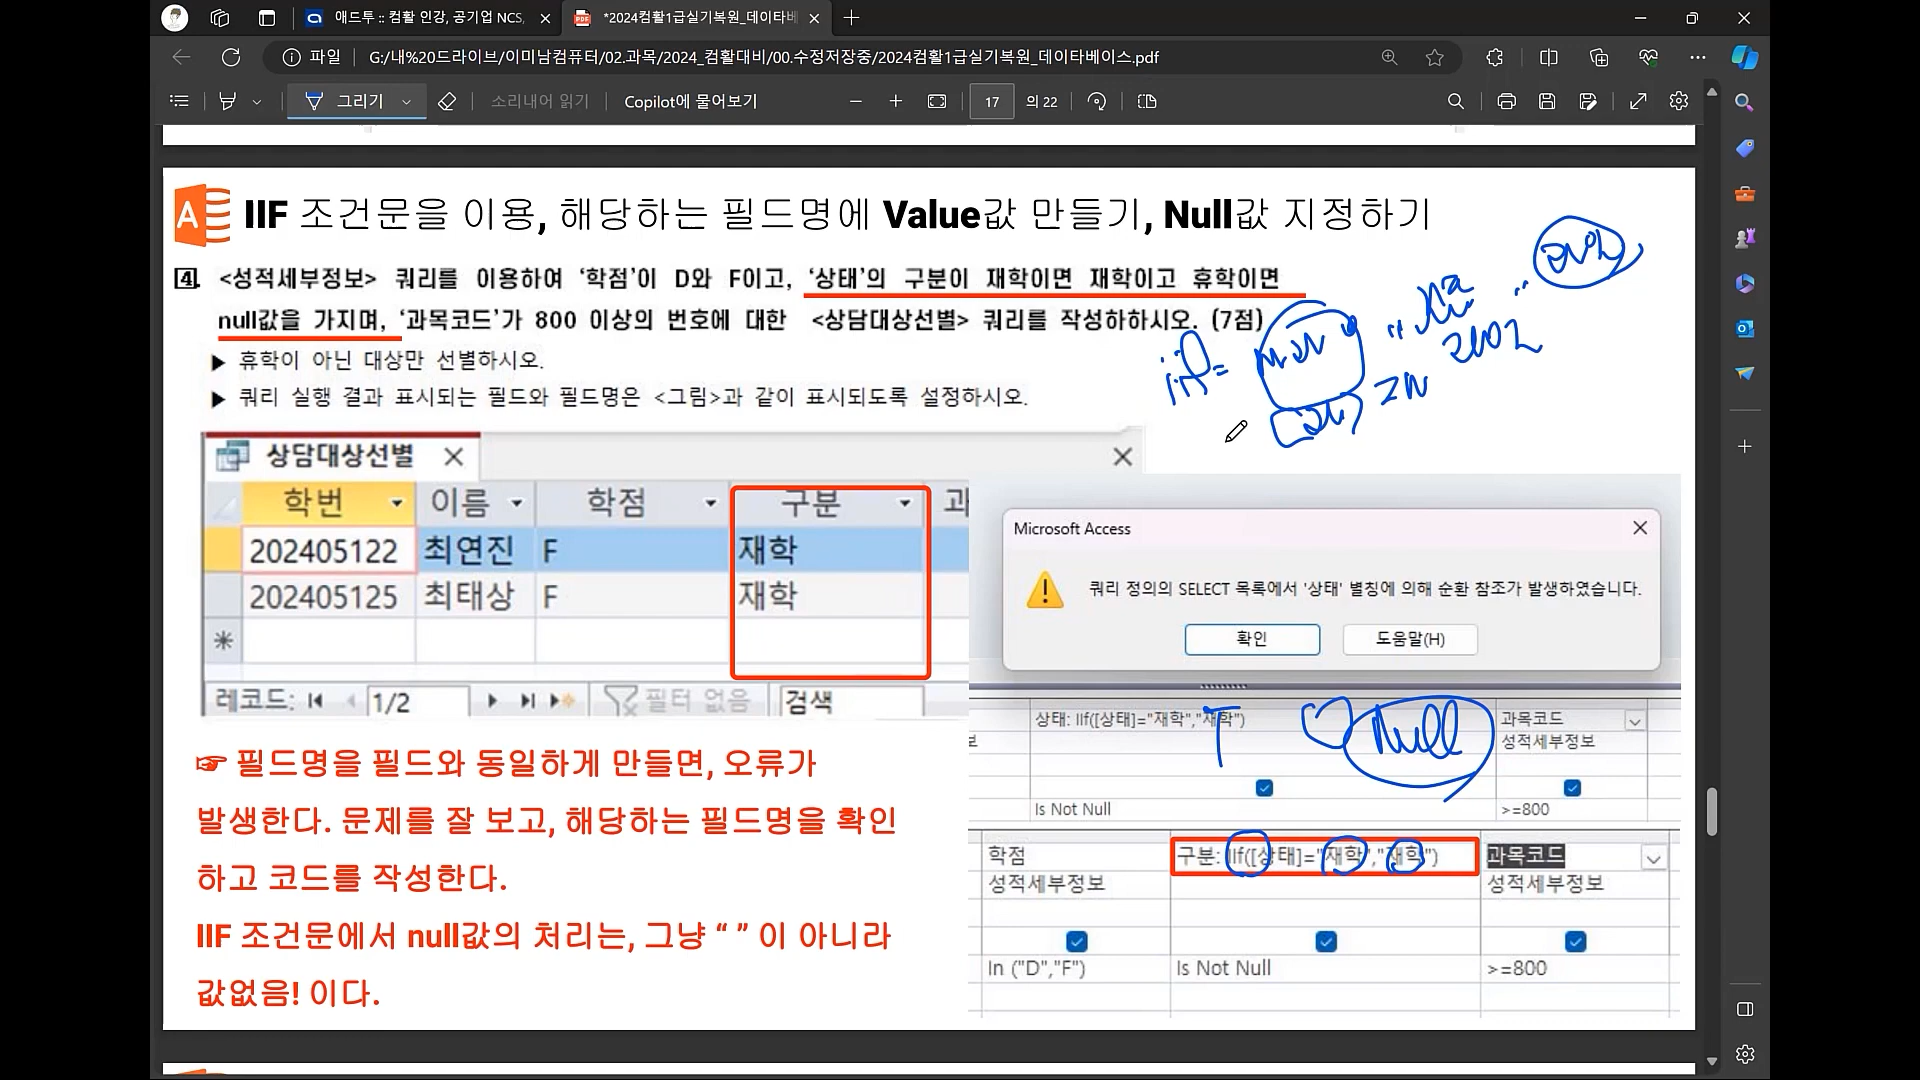 애드투 :: 컴활 인강, 공기업 NCS,
*2024컴활1급실기복원_데이타베
파일
G:/내%20드라이브/이미남컴퓨터/02.과목/2024_컴활대비/00.수정저장중/2024컴활1급실기복원_데이타베이스.pdf
그리기
소리내어 읽기
Copilot에 물어보기
17 의 22
IIF 조건문을 이용, 해당하는 필드명에 Value값 만들기, Null값 지정하기
4. <성적세부정보> 쿼리를 이용하여 ‘학점’이 D와 F이고, ‘상태’의 구분이 재학이면 재학이고 휴학이면
null값을 가지며, ‘과목코드’가 800 이상의 번호에 대한 <상담대상선별> 쿼리를 작성하하시오. (7점)
▶ 휴학이 아닌 대상만 선별하시오.
▶ 쿼리 실행 결과 표시되는 필드와 필드명은 <그림>과 같이 표시되도록 설정하시오.
상담대상선별
학번 이름 학점 구분 과
202405122 최연진 F 재학
202405125 최태상 F 재학
레코드: 1/2 필터 없음 검색
Microsoft Access
쿼리 정의의 SELECT 목록에서 '상태' 별칭에 의해 순환 참조가 발생하였습니다.
확인 도움말(H)
상태: IIf([상태]="재학","재학") 과목코드
성적세부정보
T Null
Is Not Null >=800
학점 구분: IIf([상태]="재학","재학") 과목코드
성적세부정보 성적세부정보
In ("D","F") Is Not Null >=800
☞ 필드명을 필드와 동일하게 만들면, 오류가
발생한다. 문제를 잘 보고, 해당하는 필드명을 확인
하고 코드를 작성한다.
IIF 조건문에서 null값의 처리는, 그냥 “ ” 이 아니라
값없음! 이다.